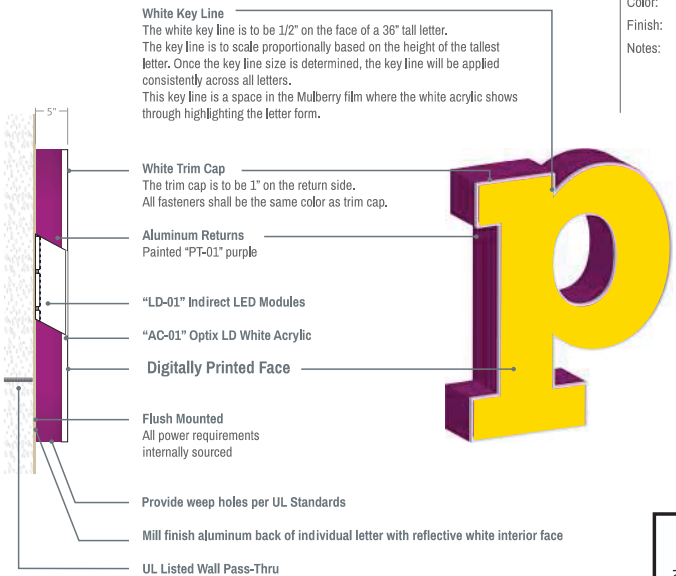 White Key Line
The white key line is to be 1/2" on the face of a 36" tall letter.
The key line is to scale proportionally based on the height of the tallest
letter. Once the key line size is determined, the key line will be applied
consistently across all letters.
This key line is a space in the Mulberry film where the white acrylic shows
through highlighting the letter form.
Color:
Finish:
Notes:
5"
White Trim Cap
The trim cap is to be 1" on the return side.
All fasteners shall be the same color as trim cap.
Aluminum Returns
Painted "PT-01" purple
"LD-01" Indirect LED Modules
"AC-01" Optix LD White Acrylic
Digitally Printed Face
Flush Mounted
All power requirements
internally sourced
Provide weep holes per UL Standards
Mill finish aluminum back of individual letter with reflective white interior face
UL Listed Wall Pass-Thru
p